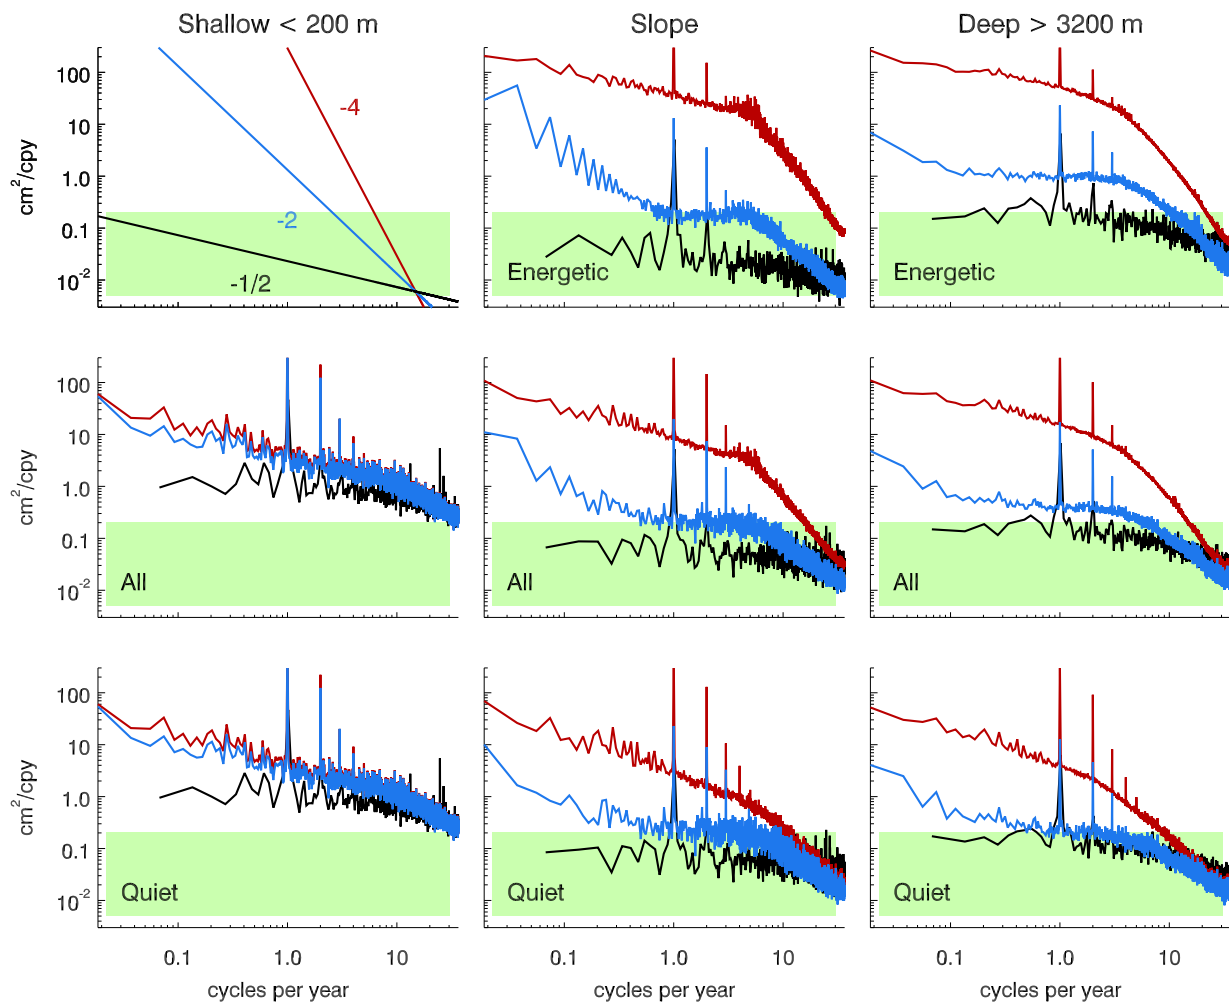 Shallow < 200 m
Slope
Deep > 3200 m
cm²/cpy
100
10
1.0
0.1
10⁻²
-4
-2
-1/2
Energetic
Energetic
cm²/cpy
100
10
1.0
0.1
10⁻²
All
All
All
cm²/cpy
100
10
1.0
0.1
10⁻²
Quiet
Quiet
Quiet
0.1 1.0 10
0.1 1.0 10
0.1 1.0 10
cycles per year
cycles per year
cycles per year